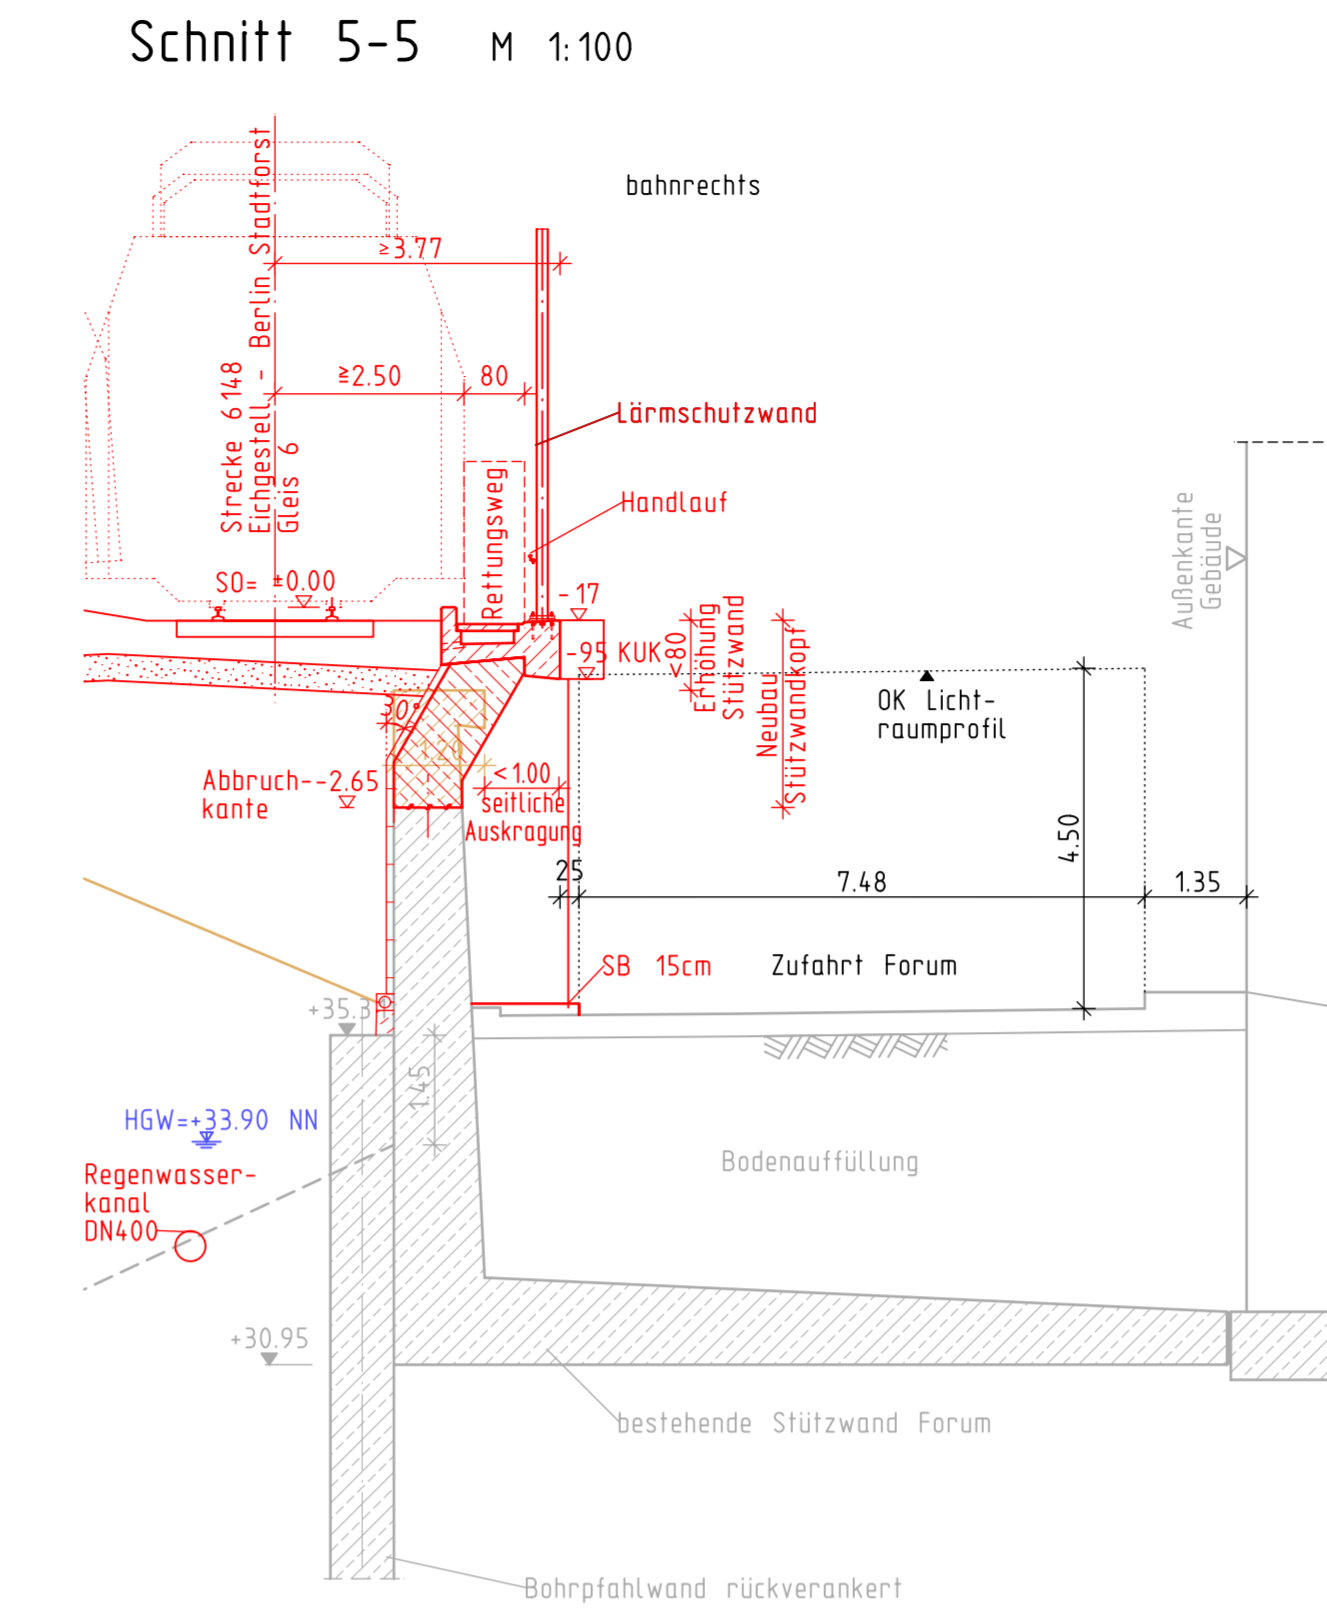 Schnitt 5-5 M 1:100
bahnrechts
Strecke 6148
Eichgestell - Berlin Stadtforst
Gleis 6
≥3.77
≧2.50
80
Lärmschutzwand
Handlauf
Rettungsweg
Außenkante
Gebäude
SO= ±0.00
-17
-95 KUK
<80
Erhöhung
Stützwand
Neubau
Stützwandkopf
OK Licht-
raumprofil
30°
1.20
Abbruch-
kante
-2.65
<1.00
seitliche
Auskragung
25
7.48
4.50
1.35
SB 15cm
Zufahrt Forum
+35.31
1.45
HGW=+33.90 NN
Regenwasser-
kanal
DN400
Bodenauffüllung
+30.95
bestehende Stützwand Forum
Bohrpfahlwand rückverankert